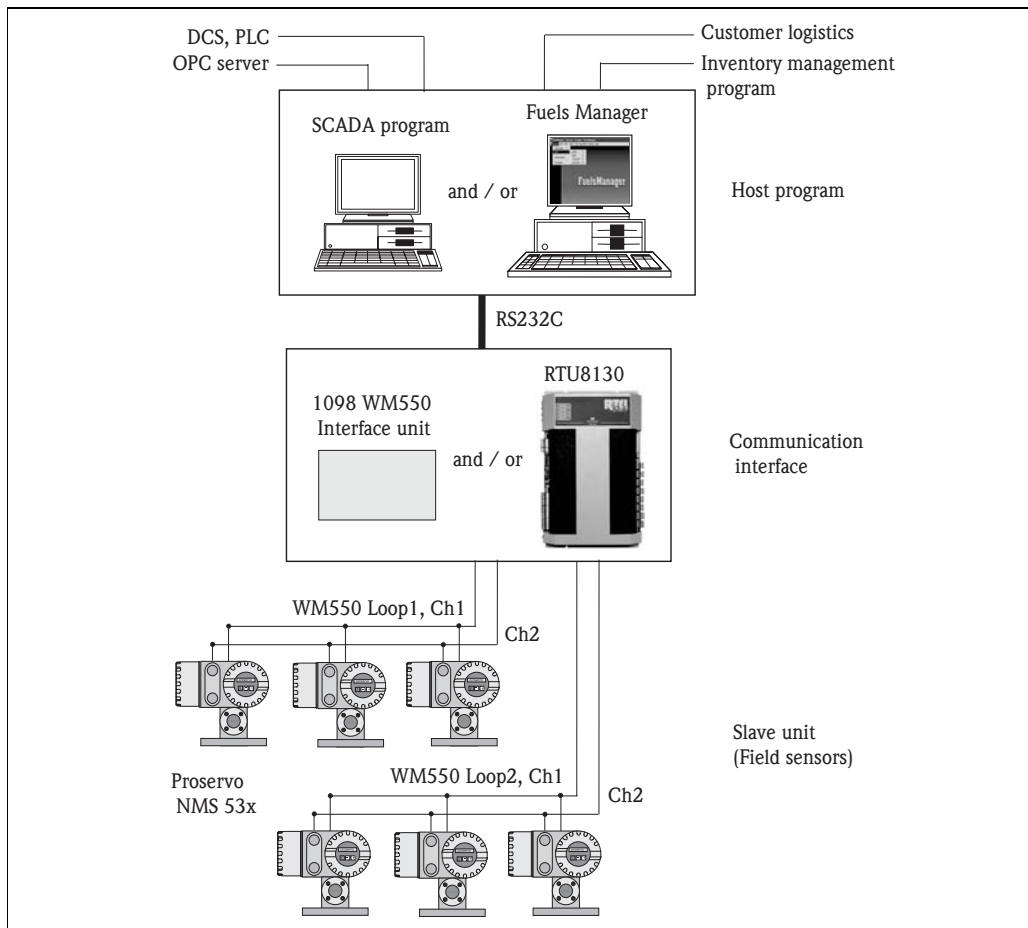 DCS, PLC
OPC server
Customer logistics
Inventory management
program
SCADA program
Fuels Manager
FuelsManager
and / or
Host program
RS232C
1098 WM550
Interface unit
RTU8130
and / or
Communication
interface
WM550 Loop1, Ch1
Ch2
Slave unit
(Field sensors)
Proservo
NMS 53x
WM550 Loop2, Ch1
Ch2